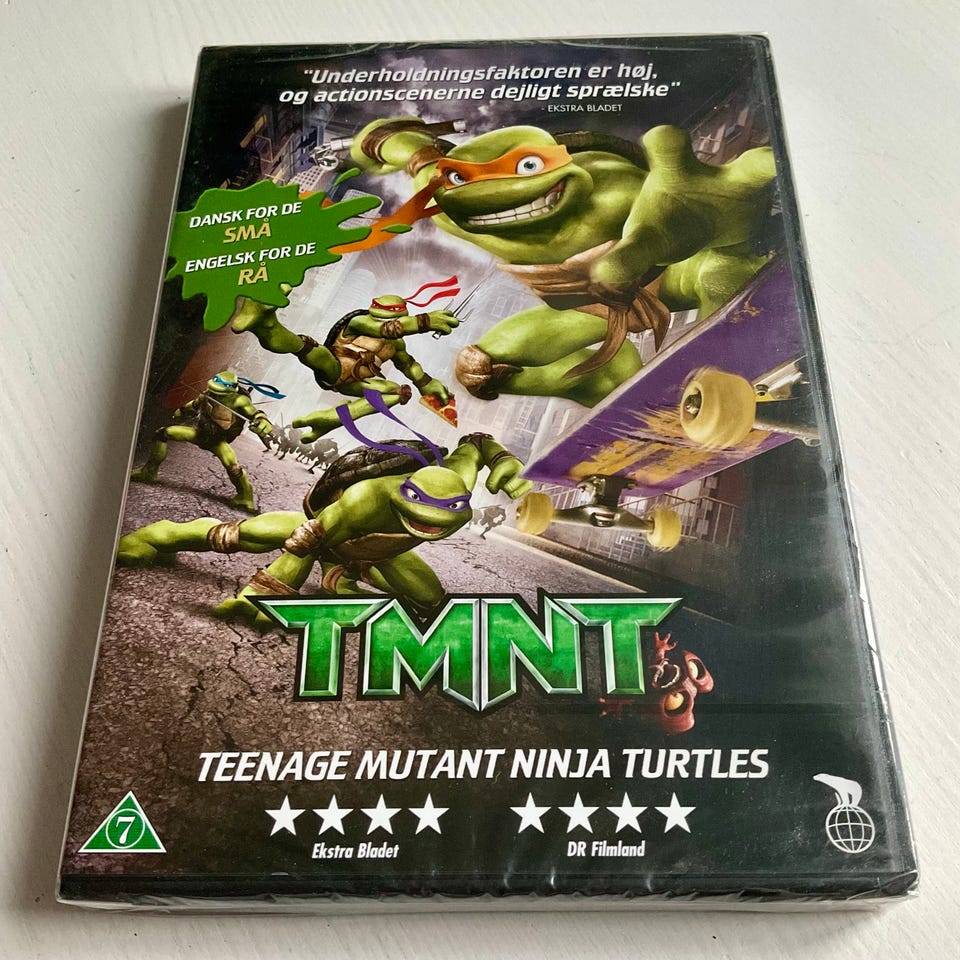 "Underholdningsfaktoren er høj,
og actionscenerne dejligt sprælske"
- EKSTRA BLADET
DANSK FOR DE
SMÅ
ENGELSK FOR DE
RÅ
TMNT
TEENAGE MUTANT NINJA TURTLES
7
Ekstra Bladet
DR Filmland